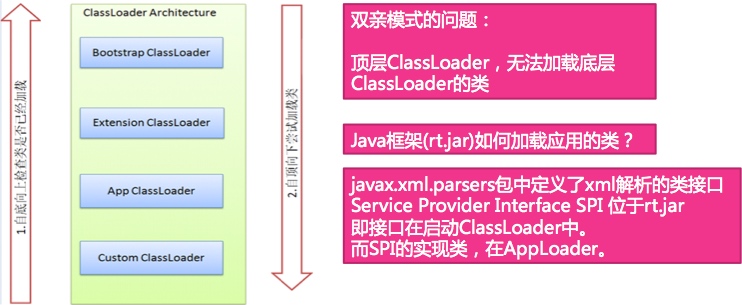 ClassLoader Architecture
Bootstrap ClassLoader
Extension ClassLoader
App ClassLoader
Custom ClassLoader
1.自底向上检查类是否已经加载
2.自顶向下尝试加载类
双亲模式的问题：
顶层ClassLoader，无法加载底层
ClassLoader的类
Java框架(rt.jar)如何加载应用的类？
javax.xml.parsers包中定义了xml解析的类接口
Service Provider Interface SPI 位于rt.jar
即接口在启动ClassLoader中。
而SPI的实现类，在AppLoader。